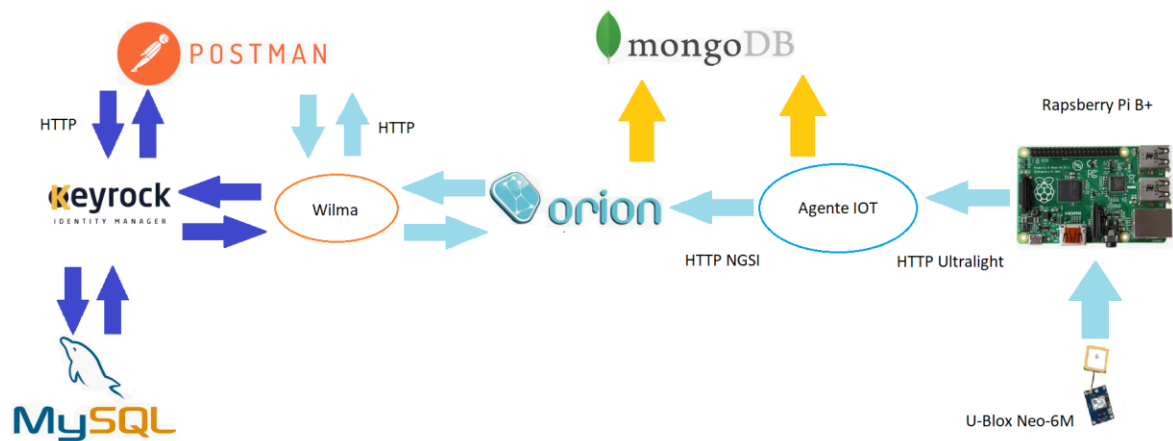 POSTMAN
mongoDB
Rapsberry Pi B+
HTTP
HTTP
Keyrock
IDENTITY MANAGER
Wilma
orion
Agente IOT
HTTP NGSI
HTTP Ultralight
MySQL
U-Blox Neo-6M